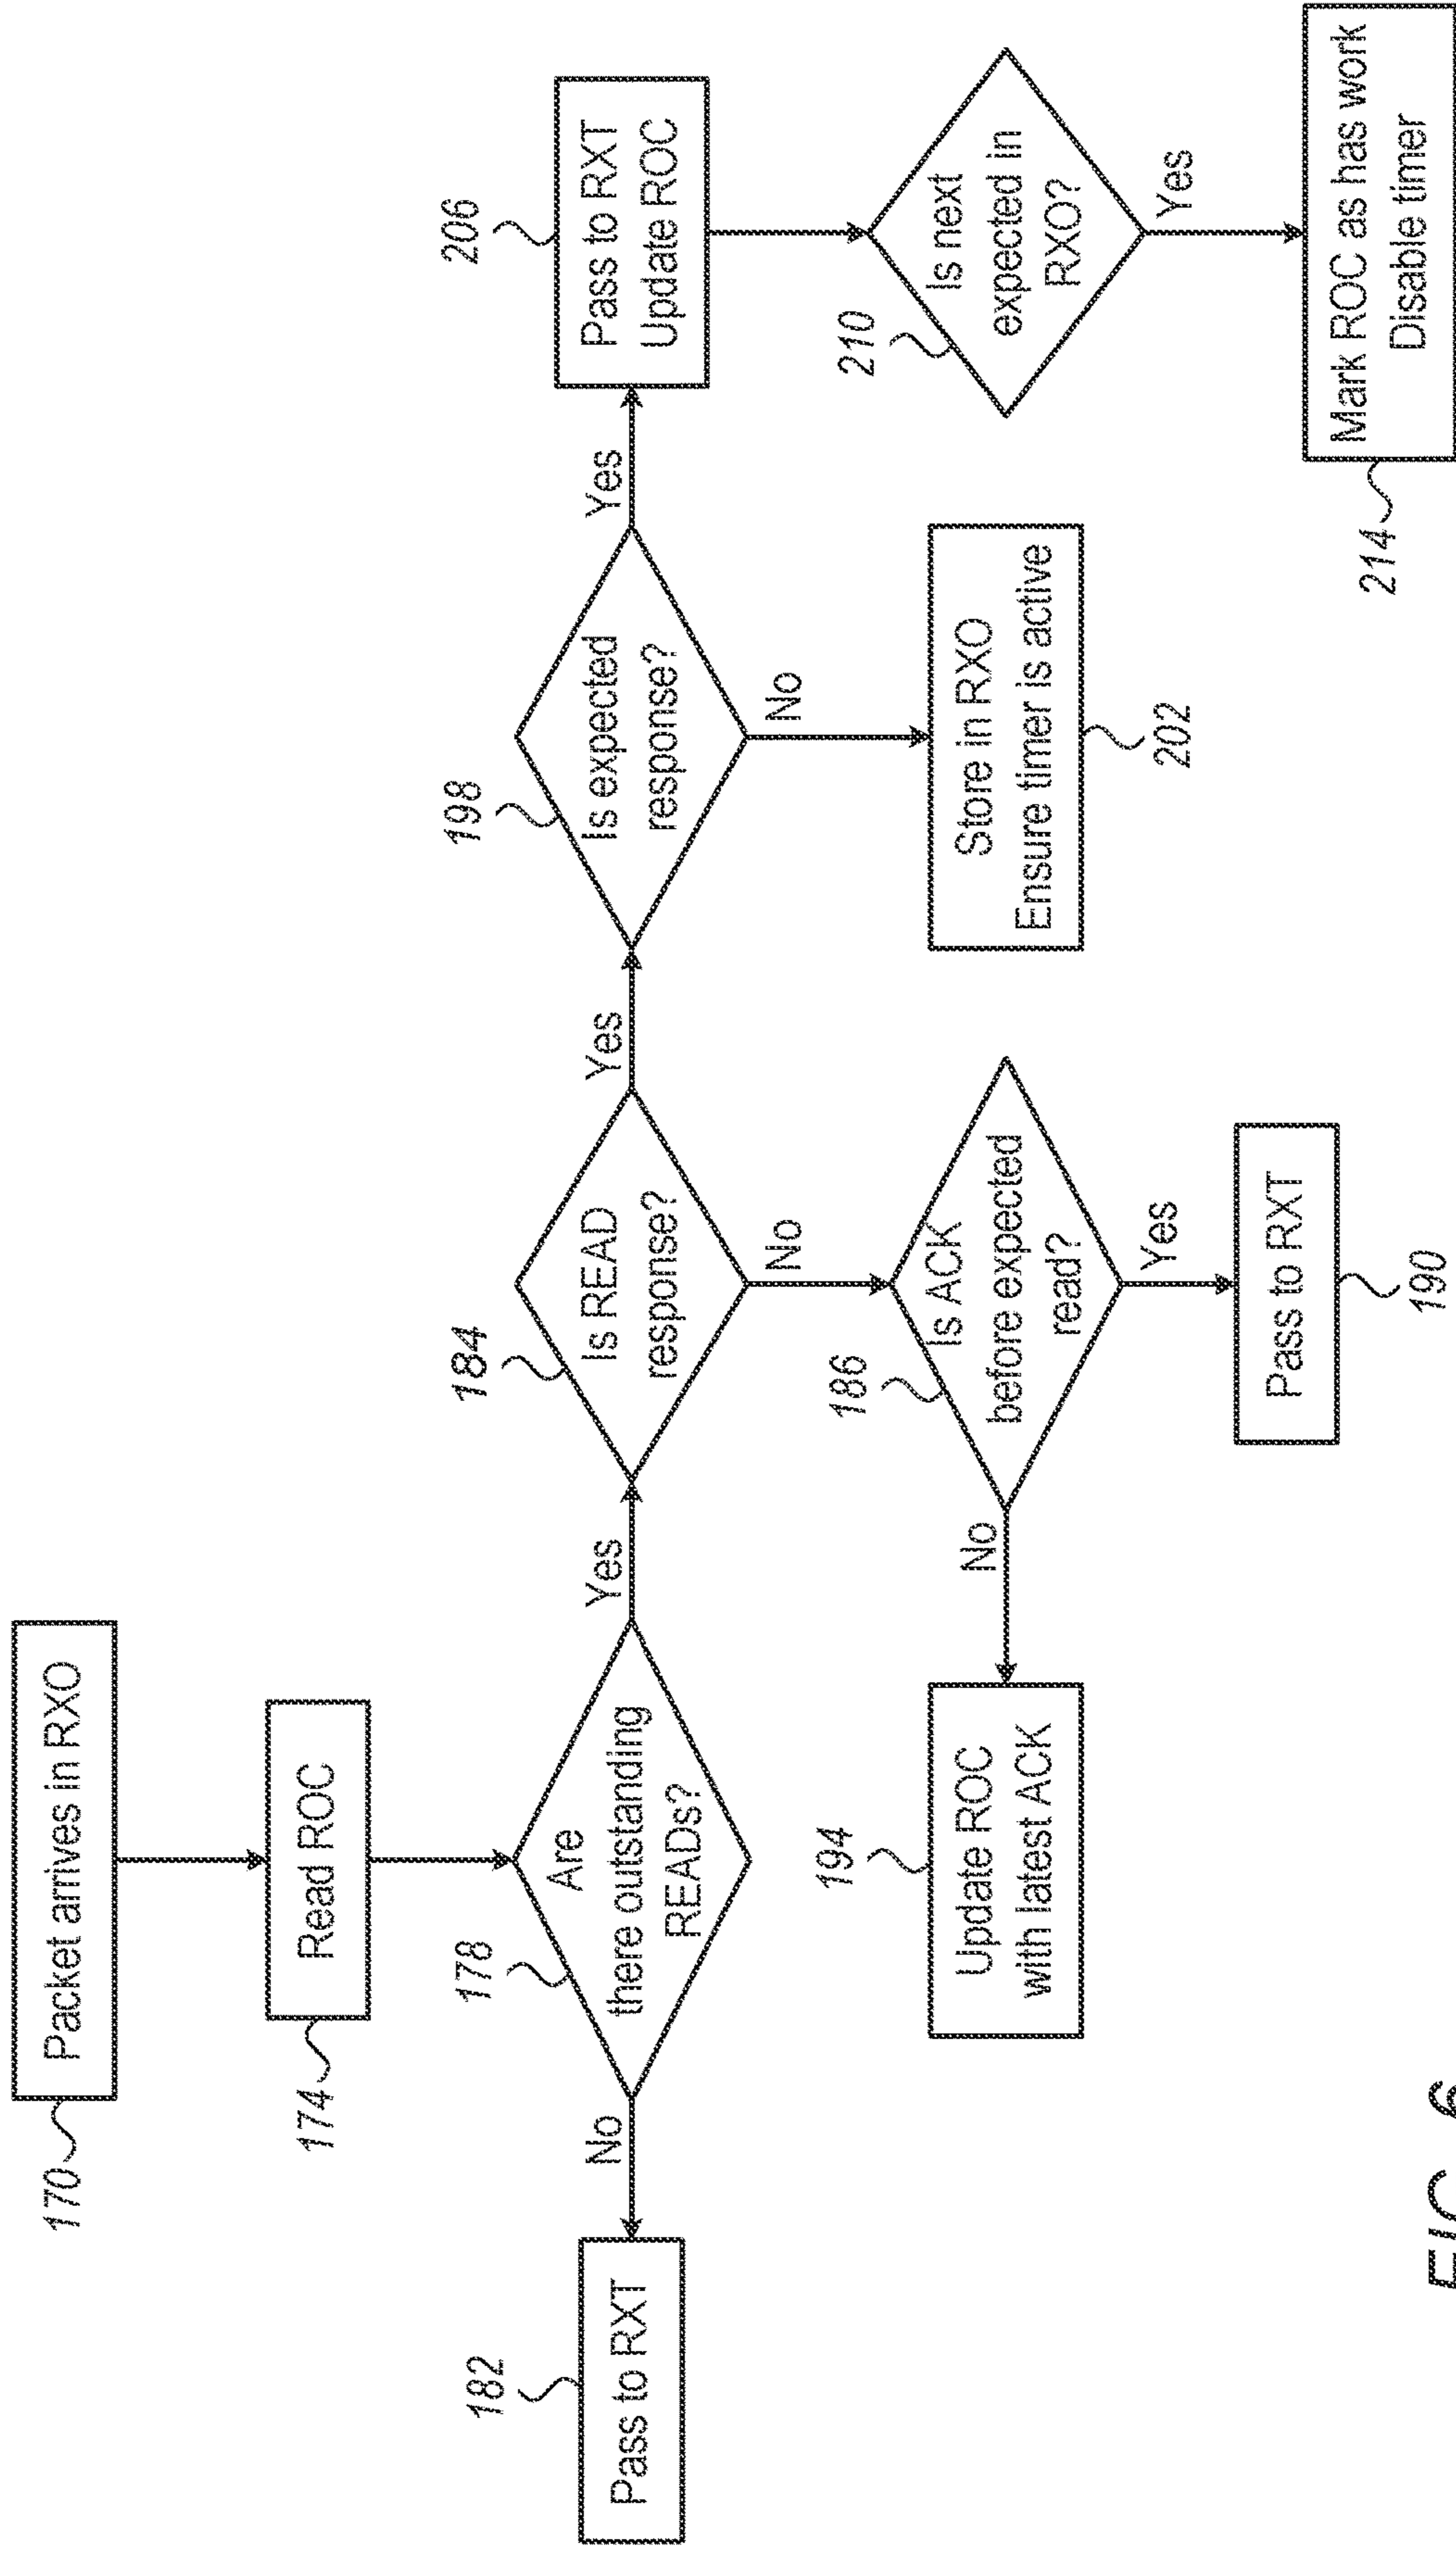 170
Packet arrives in RXO
174
Read ROC
182
Pass to RXT
No
178
Are
there outstanding
READs?
Yes
184
Is READ
response?
Yes
198
Is expected
response?
Yes
206
Pass to RXT
Update ROC
194
Update ROC
with latest ACK
No
186
Is ACK
before expected
read?
No
Yes
Pass to RXT
190
No
Store in RXO
Ensure timer is active
202
210
Is next
expected in
RXO?
Yes
214
Mark ROC as has work
Disable timer